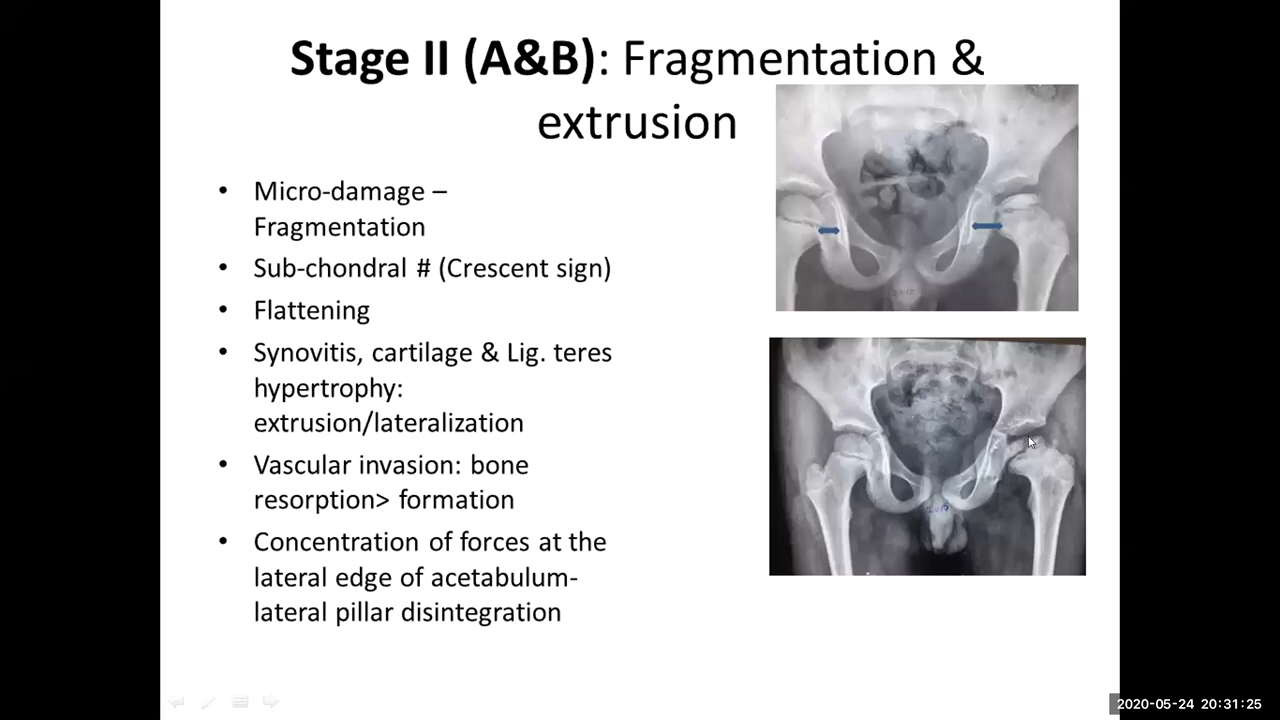 Stage II (A&B): Fragmentation &
extrusion
• Micro-damage –
Fragmentation
• Sub-chondral # (Crescent sign)
• Flattening
• Synovitis, cartilage & Lig. teres
hypertrophy:
extrusion/lateralization
• Vascular invasion: bone
resorption> formation
• Concentration of forces at the
lateral edge of acetabulum-
lateral pillar disintegration
2020-05-24 20:31:25